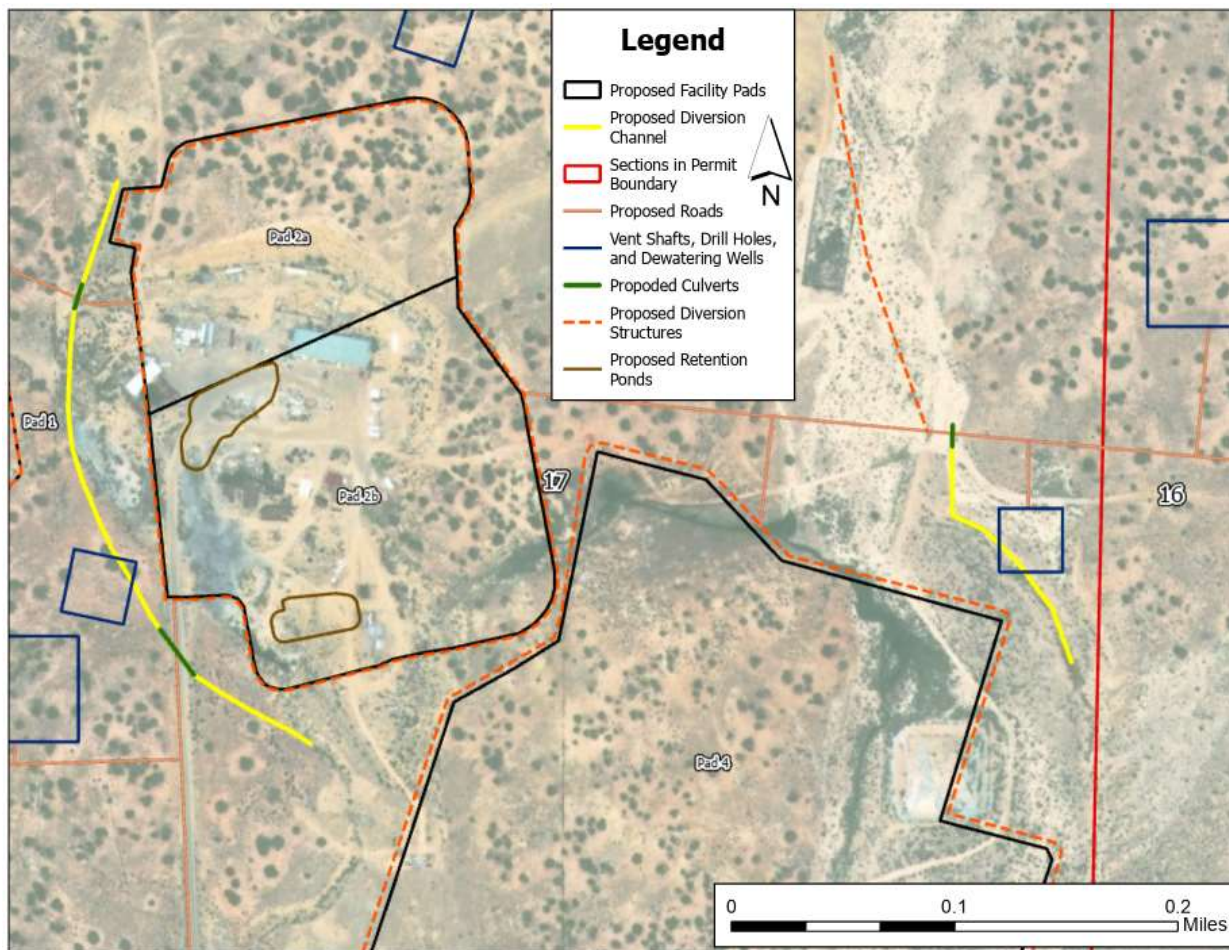 Legend
Proposed Facility Pads
Proposed Diversion
Channel
Sections in Permit
Boundary
Proposed Roads
Vent Shafts, Drill Holes,
and Dewatering Wells
Propoded Culverts
Proposed Diversion
Structures
Proposed Retention
Ponds
N
Pad 2a
Pad 1
Pad 2b
17
16
Pad 4
0 0.1 0.2
Miles